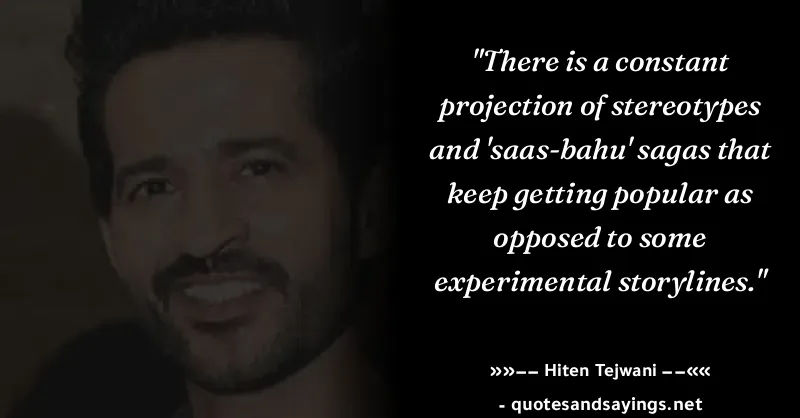 "There is a constant
projection of stereotypes
and 'saas-bahu' sagas that
keep getting popular as
opposed to some
experimental storylines."
»»−− Hiten Tejwani −−««
- quotesandsayings.net